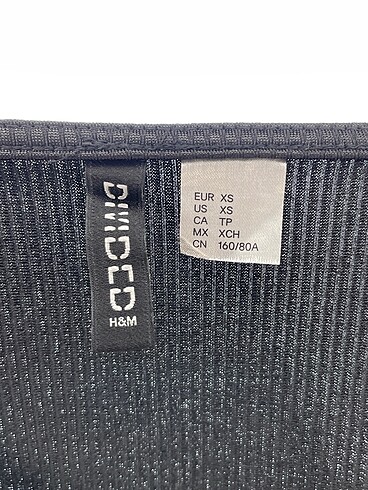 DIVIDED
H&M
EUR XS
US XS
CA TP
MX XCH
CN 160/80A